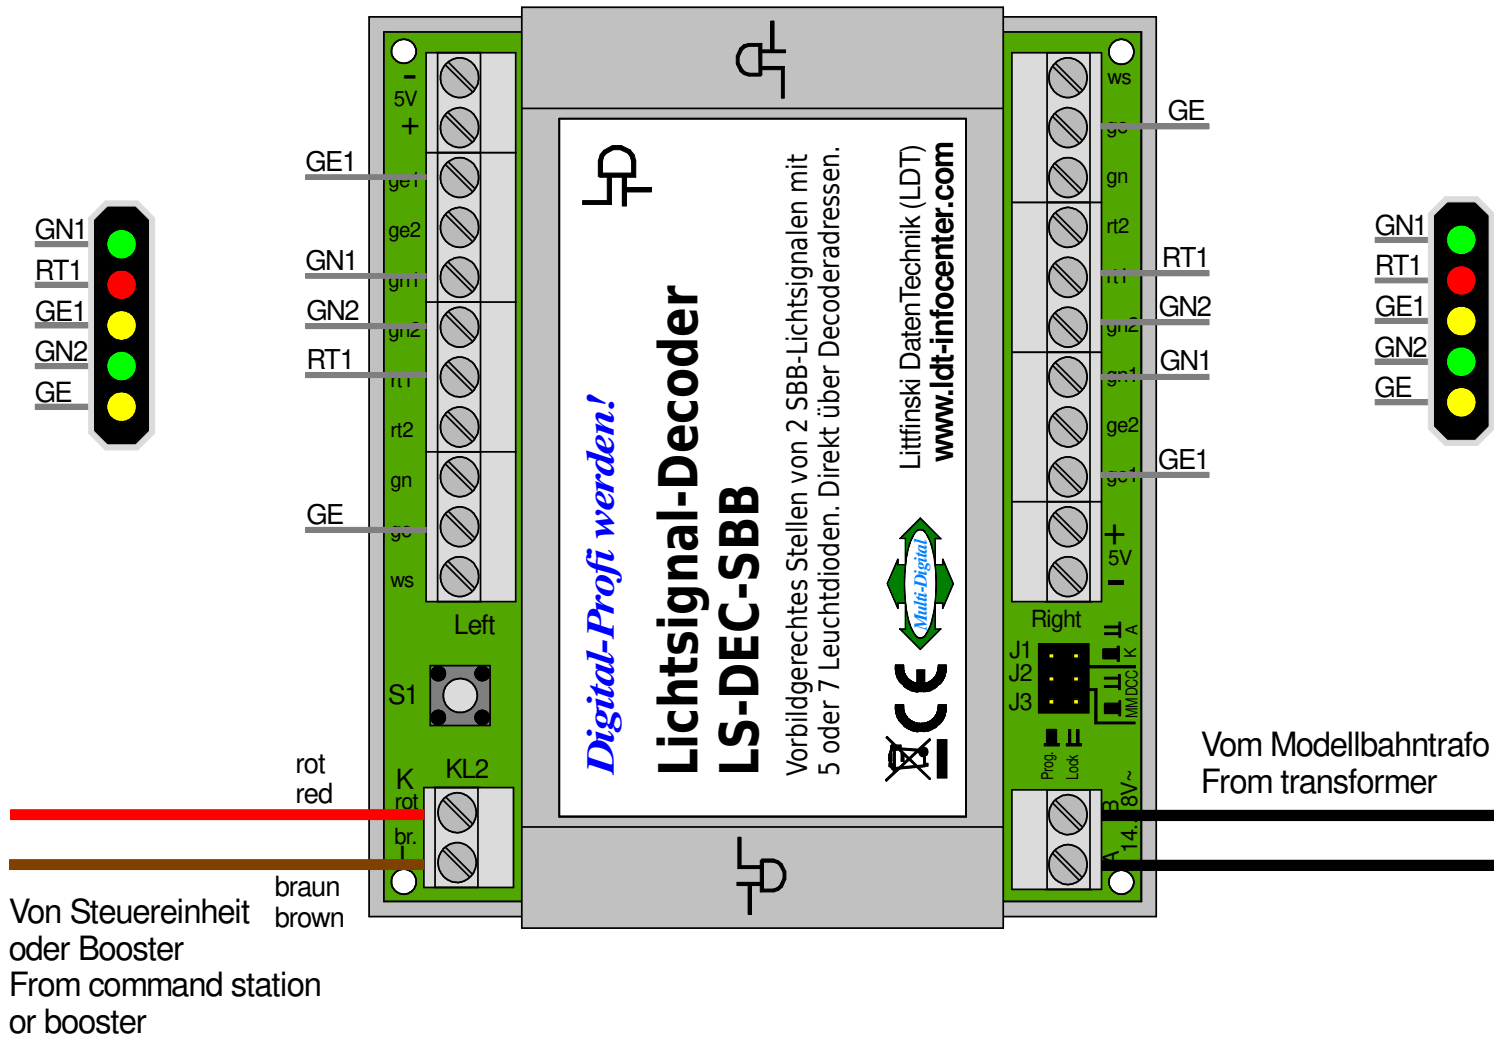 GN1
RT1
GE1
GN2
GE
GE1
GN1
GN2
RT1
GE
-
5V
+
ge1
ge2
gn1
gn2
rt1
rt2
gn
ge
ws
Left
S1
KL2
K
rot
br.
L
rot
red
braun
brown
Von Steuereinheit
oder Booster
From command station
or booster
Digital-Profi werden!
Lichtsignal-Decoder
LS-DEC-SBB
Vorbildgerechtes Stellen von 2 SBB-Lichtsignalen mit
5 oder 7 Leuchtdioden. Direkt über Decoderadressen.
Littfinski DatenTechnik (LDT)
www.ldt-infocenter.com
Multi-Digital
CE
ws
ge
gn
rt2
rt1
gn2
gn1
ge2
ge1
+
5V
-
Right
J1
J2
J3
A
K
DCC
MM
Prog.
Lock
B
A
GE
RT1
GN2
GN1
GE1
GN1
RT1
GE1
GN2
GE
Vom Modellbahntrafo
From transformer